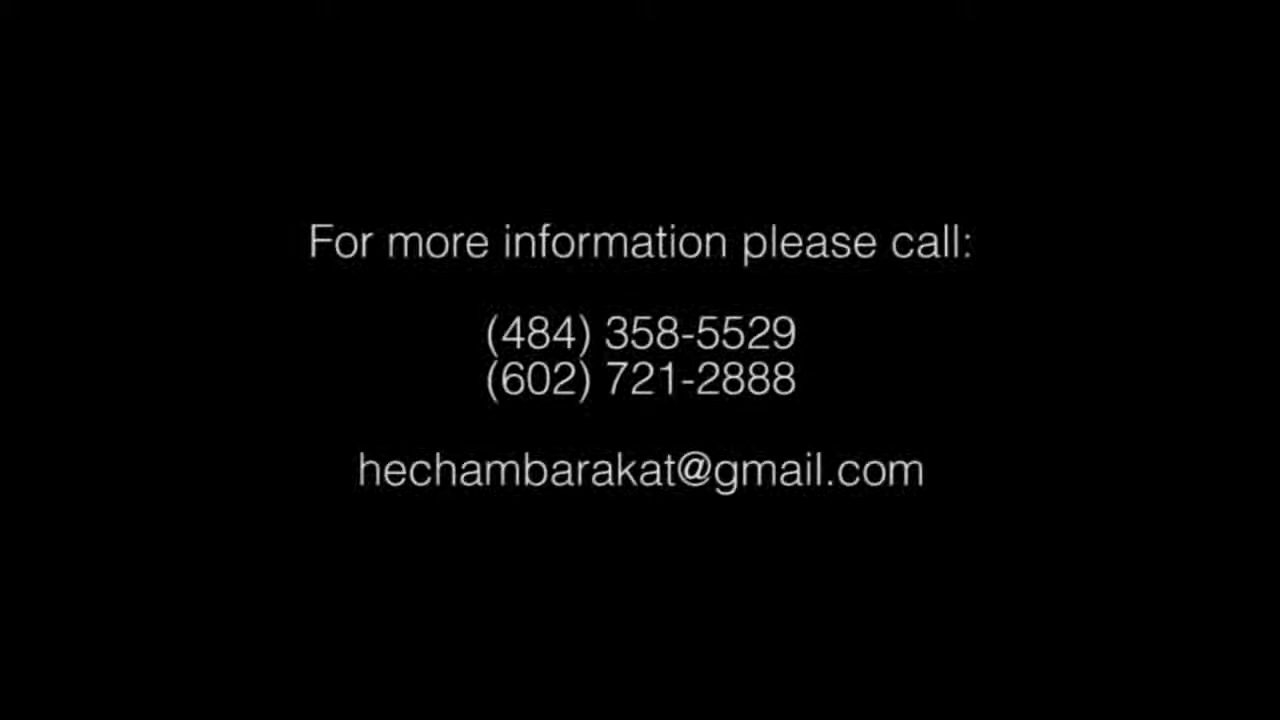 For more information please call:
(484) 358-5529
(602) 721-2888
hechambarakat@gmail.com